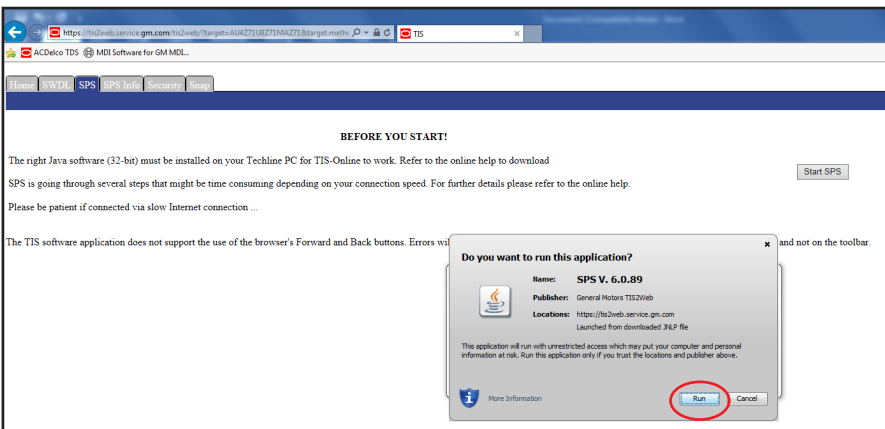 https://tis2web.service.gm.com/tis2web/?target=AU4Z71U8Z71MAZ71&target.methc
TIS
ACDelco TDS MDI Software for GM MDI...
Home SWDL SPS SPS Info Security Snap
BEFORE YOU START!
The right Java software (32-bit) must be installed on your Techline PC for TIS-Online to work. Refer to the online help to download
Start SPS
SPS is going through several steps that might be time consuming depending on your connection speed. For further details please refer to the online help.
Please be patient if connected via slow Internet connection ...
The TIS software application does not support the use of the browser's Forward and Back buttons. Errors wil and not on the toolbar.
Do you want to run this application?
Name: SPS V. 6.0.89
Publisher: General Motors TIS2Web
Locations: https://tis2web.service.gm.com
Launched from downloaded JNLP file
This application will run with unrestricted access which may put your computer and personal
information at risk. Run this application only if you trust the locations and publisher above.
More Information
Run Cancel